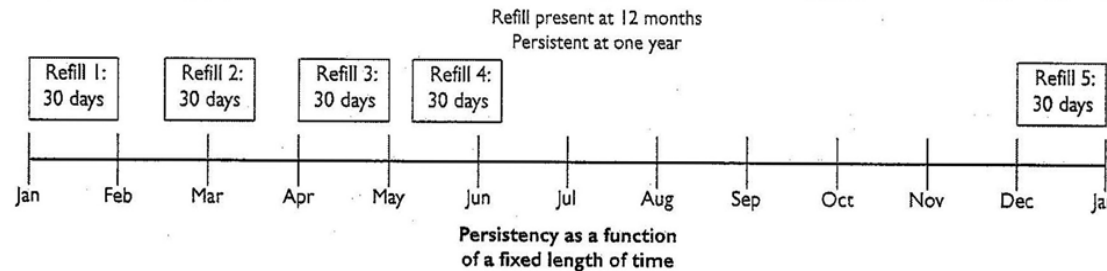 Refill present at 12 months
Persistent at one year
Refill 1:
30 days
Refill 2:
30 days
Refill 3:
30 days
Refill 4:
30 days
Refill 5:
30 days
Jan Feb Mar Apr May Jun Jul Aug Sep Oct Nov Dec Ja
Persistency as a function
of a fixed length of time